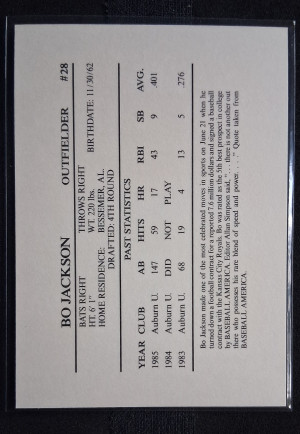 BO JACKSON OUTFIELDER #28
BATS RIGHT THROWS RIGHT
HT. 6' 1" WT. 220 lbs. BIRTHDATE: 11/30/62
HOME RESIDENCE: BESSEMER, AL.
DRAFTED: 4TH ROUND
PAST STATISTICS
YEAR CLUB AB HITS HR RBI SB AVG.
1985 Auburn U. 147 59 17 43 9 .401
1984 Auburn U. DID NOT PLAY
1983 Auburn U. 68 19 4 13 5 .276
Bo Jackson made one of the most celebrated moves in sports on June 21 when he
turned down a football contract for a reported 7.6 million dollars and signed a baseball
contract with the Kansas City Royals. Bo was rated as the 5th best prospect in college
by BASEBALL AMERICA. Editor Allan Simpson said, ". . . there is not another out
there who possesses his rare blend of speed and power. . . ." Quote taken from
BASEBALL AMERICA.